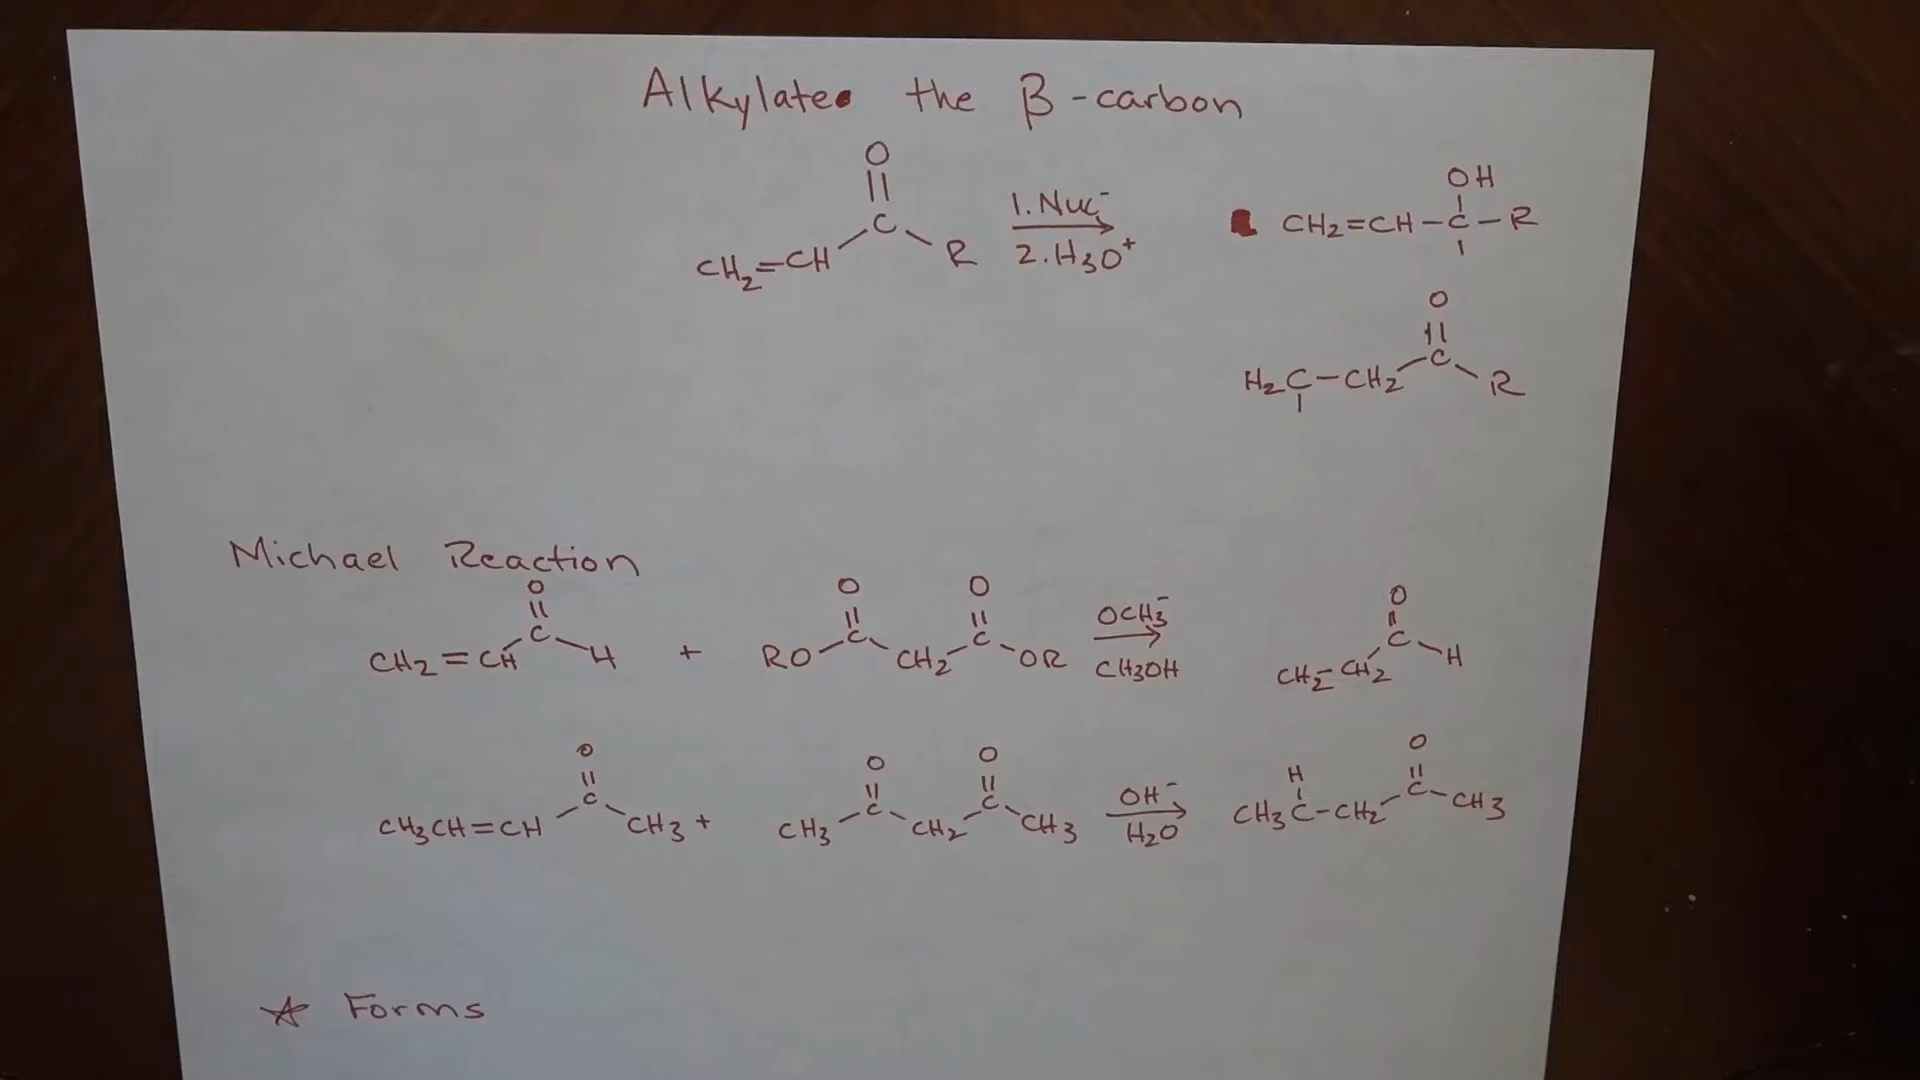 Alkylate the β-carbon
O
||
C
CH₂=CH R
1. Nuc⁻
2. H₃O⁺
OH
CH₂=CH-C-R
O
||
C
H₂C-CH₂ R
Michael Reaction
O
||
C
CH₂=CH H
+
O O
|| ||
C C
RO CH₂ OR
OCH₃⁻
CH₃OH
O
||
C
CH₂-CH₂ H
O
||
C
CH₃CH=CH CH₃ +
O O
|| ||
C C
CH₃ CH₂ CH₃
OH⁻
H₂O
O
H ||
C
CH₃C-CH₂ CH₃
☆ Forms